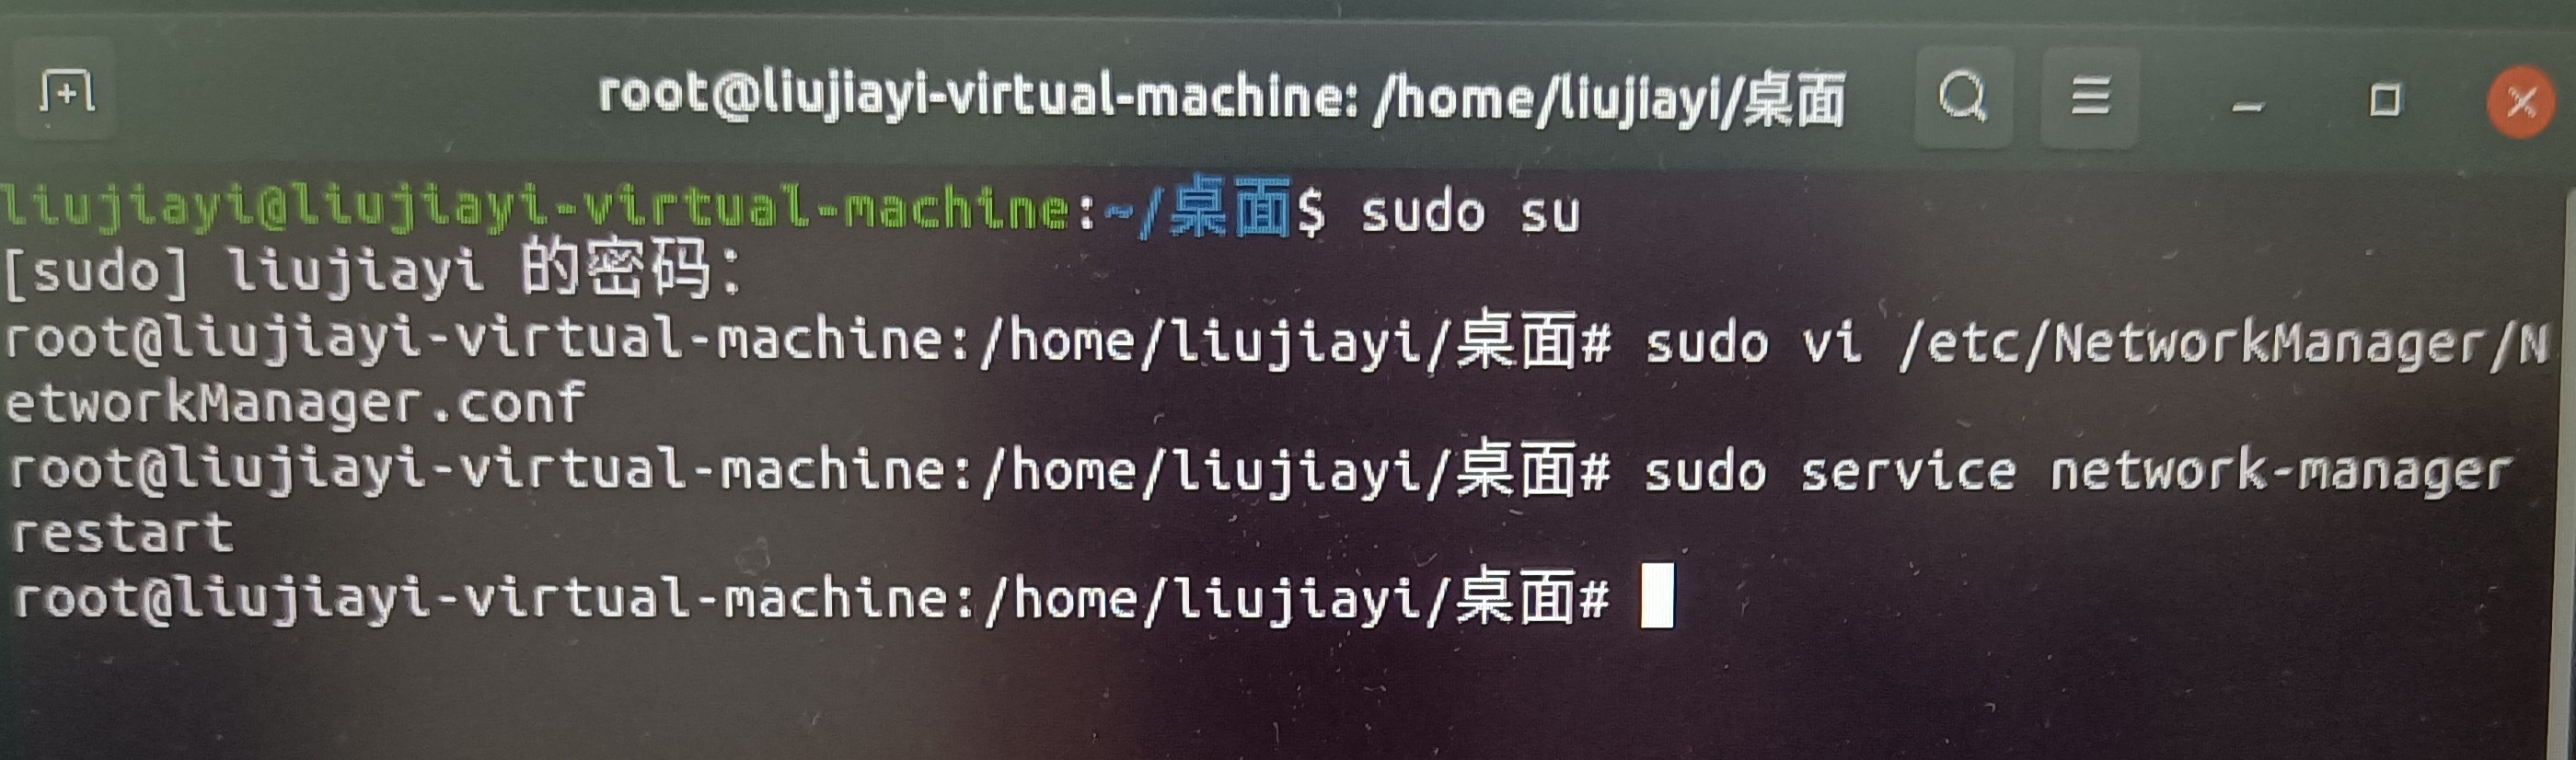 root@liujiayi-virtual-machine: /home/liujiayi/桌面
liujiayi@liujiayi-virtual-machine:~/桌面$ sudo su
[sudo] liujiayi 的密码：
root@liujiayi-virtual-machine:/home/liujiayi/桌面# sudo vi /etc/NetworkManager/N
etworkManager.conf
root@liujiayi-virtual-machine:/home/liujiayi/桌面# sudo service network-manager
restart
root@liujiayi-virtual-machine:/home/liujiayi/桌面#